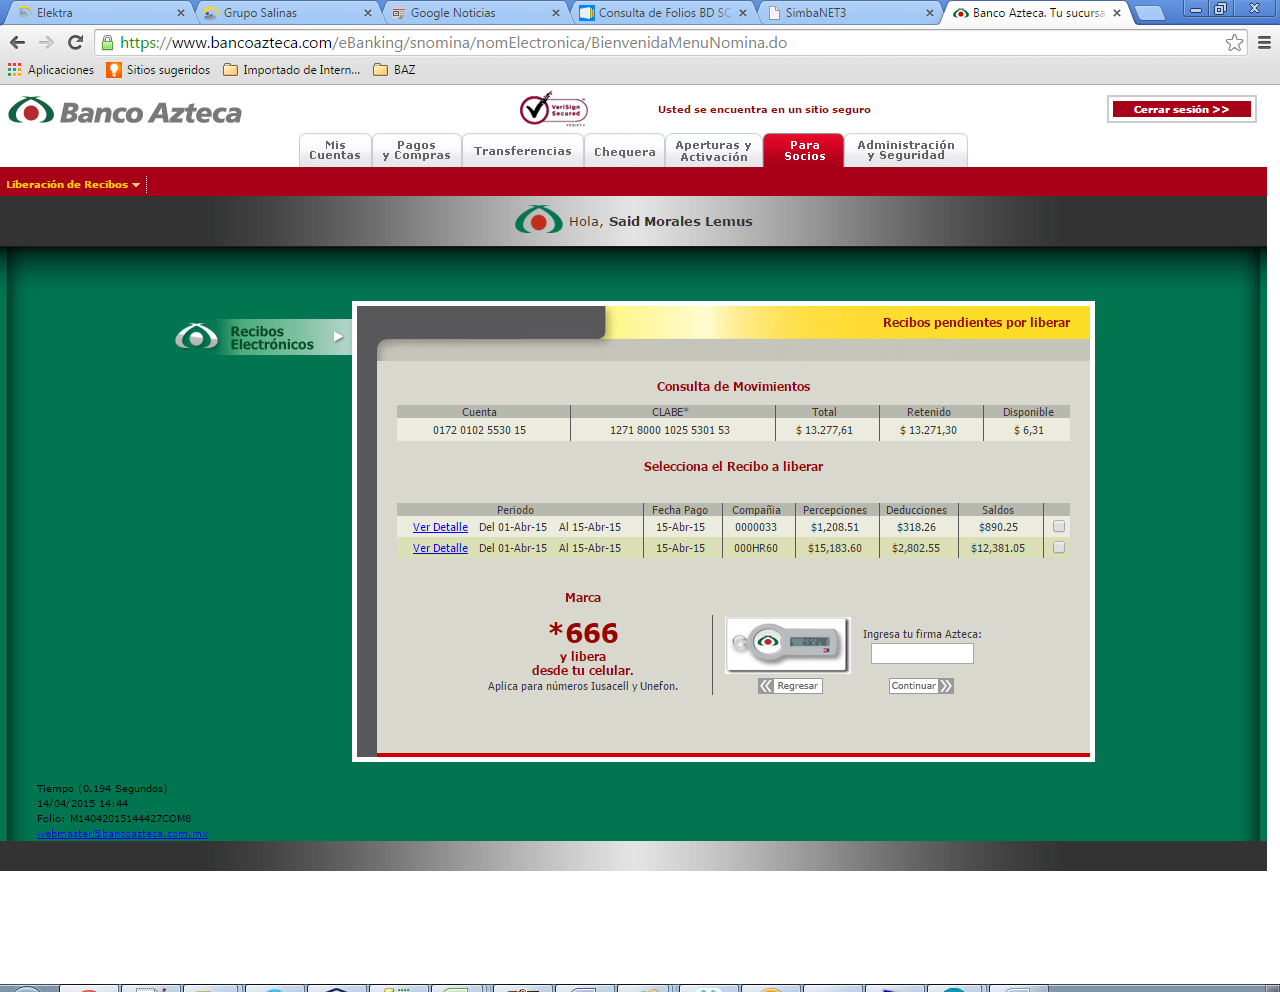 Elektra
Grupo Salinas
Google Noticias
Consulta de Folios BD SC
SimbaNET3
Banco Azteca. Tu sucursa
https://www.bancoazteca.com/eBanking/snomina/nomElectronica/BienvenidaMenuNomina.do
Aplicaciones
Sitios sugeridos
Importado de Intern...
BAZ
Banco Azteca
VeriSign
Secured
VERIFY
Usted se encuentra en un sitio seguro
Cerrar sesión >>
Mis
Cuentas
Pagos
y Compras
Transferencias
Chequera
Aperturas y
Activación
Para
Socios
Administración
y Seguridad
Liberación de Recibos
Hola, Said Morales Lemus
Recibos
Electrónicos
Recibos pendientes por liberar
Consulta de Movimientos
Cuenta CLABE* Total Retenido Disponible
0172 0102 5530 15 1271 8000 1025 5301 53 $ 13.277,61 $ 13.271,30 $ 6,31
Selecciona el Recibo a liberar
Periodo Fecha Pago Compañia Percepciones Deducciones Saldos
Ver Detalle Del 01-Abr-15 Al 15-Abr-15 15-Abr-15 0000033 $1,208.51 $318.26 $890.25
Ver Detalle Del 01-Abr-15 Al 15-Abr-15 15-Abr-15 000HR60 $15,183.60 $2,802.55 $12,381.05
Marca
*666
y libera
desde tu celular.
Aplica para números Iusacell y Unefon.
Ingresa tu firma Azteca:
Regresar
Continuar
Tiempo (0.194 Segundos)
14/04/2015 14:44
Folio: M14042015144427COM8
webmaster@bancoazteca.com.mx